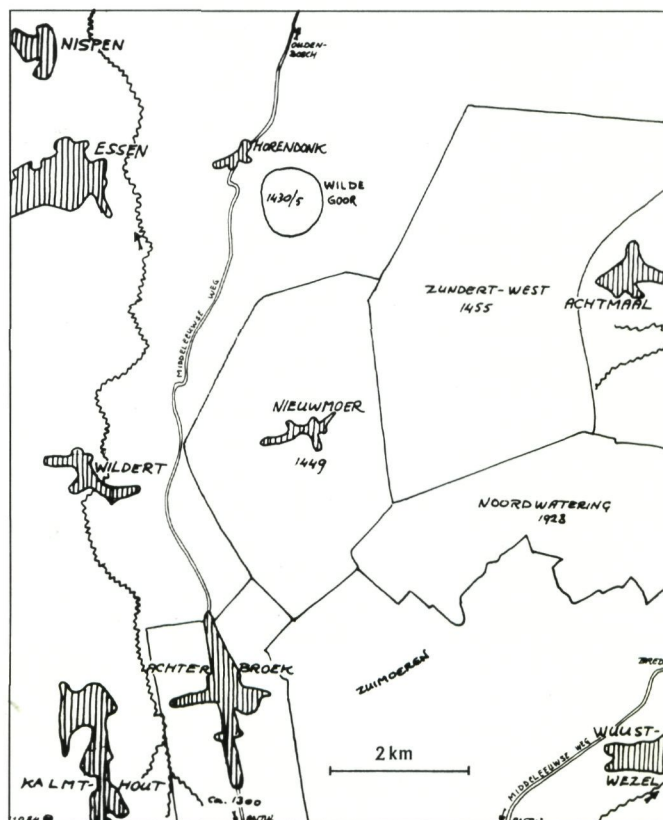 NISPEN
OUDEN-
BOSCH
ESSEN
HORENDONK
WILDE
GOOR
1430/5
MIDDELEEUWSE WEG
ZUNDERT-WEST
1455
ACHTMAAL
NIEUWMOER
1449
WILDERT
NOORDWATERING
1928
ACHTER
BROEK
ZUIMOEREN
2 km
MIDDELEEUWSE WEG
WUUST-
WEZEL
KALMT-
HOUT
ca. 1300